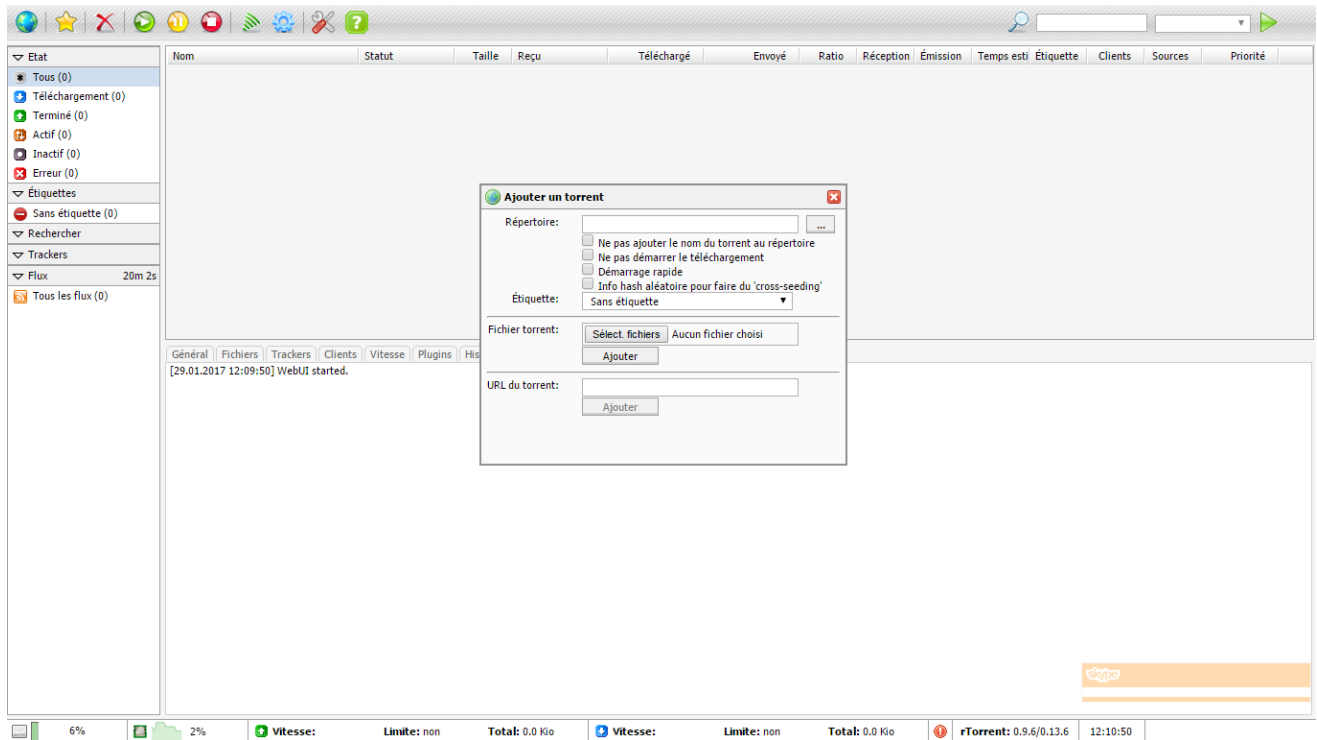 Nom Statut Taille Reçu Téléchargé Envoyé Ratio Réception Émission Temps esti Étiquette Clients Sources Priorité
Etat
Tous (0)
Téléchargement (0)
Terminé (0)
Actif (0)
Inactif (0)
Erreur (0)
Étiquettes
Sans étiquette (0)
Rechercher
Trackers
Flux 20m 2s
Tous les flux (0)
Ajouter un torrent
Répertoire: ...
Ne pas ajouter le nom du torrent au répertoire
Ne pas démarrer le téléchargement
Démarrage rapide
Info hash aléatoire pour faire du 'cross-seeding'
Étiquette: Sans étiquette
Fichier torrent: Sélect. fichiers Aucun fichier choisi
Ajouter
URL du torrent:
Ajouter
Général Fichiers Trackers Clients Vitesse Plugins His
[29.01.2017 12:09:50] WebUI started.
skype
6% 2% Vitesse: Limite: non Total: 0.0 Kio Vitesse: Limite: non Total: 0.0 Kio rTorrent: 0.9.6/0.13.6 12:10:50